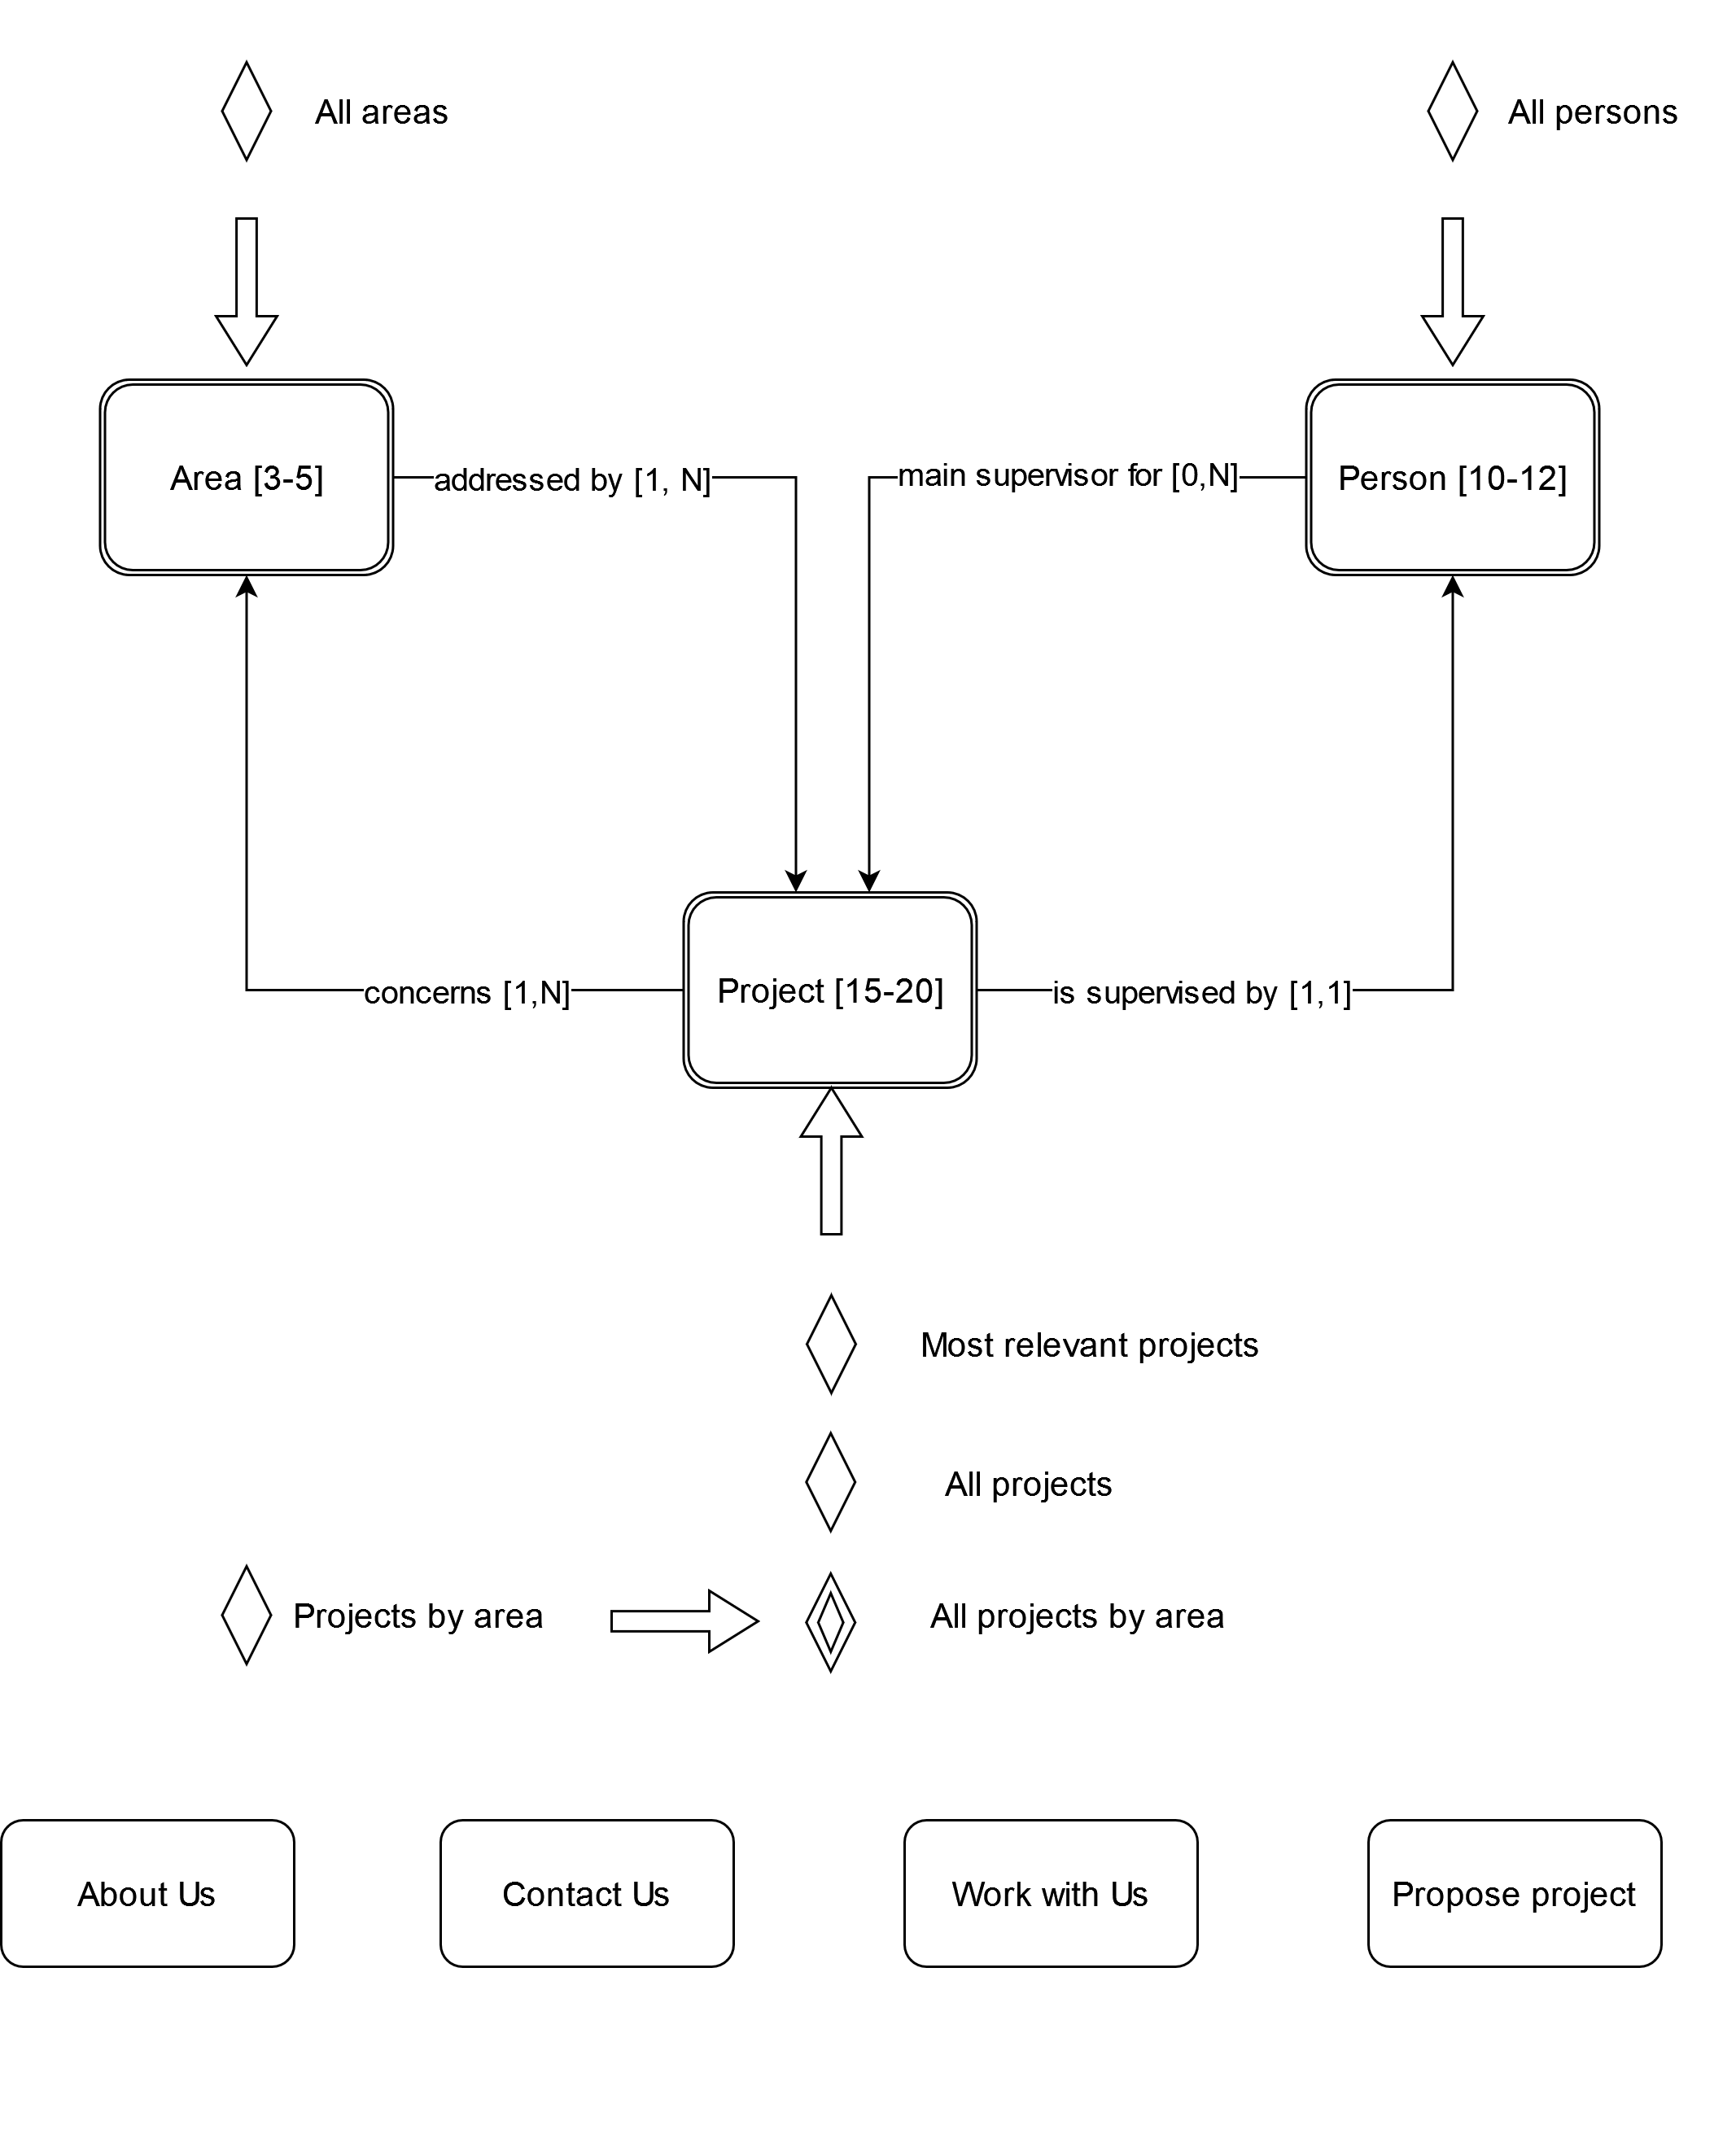 All areas
All persons
Area [3-5]
addressed by [1, N]
main supervisor for [0,N]
Person [10-12]
concerns [1,N]
Project [15-20]
is supervised by [1,1]
Most relevant projects
All projects
Projects by area
All projects by area
About Us
Contact Us
Work with Us
Propose project